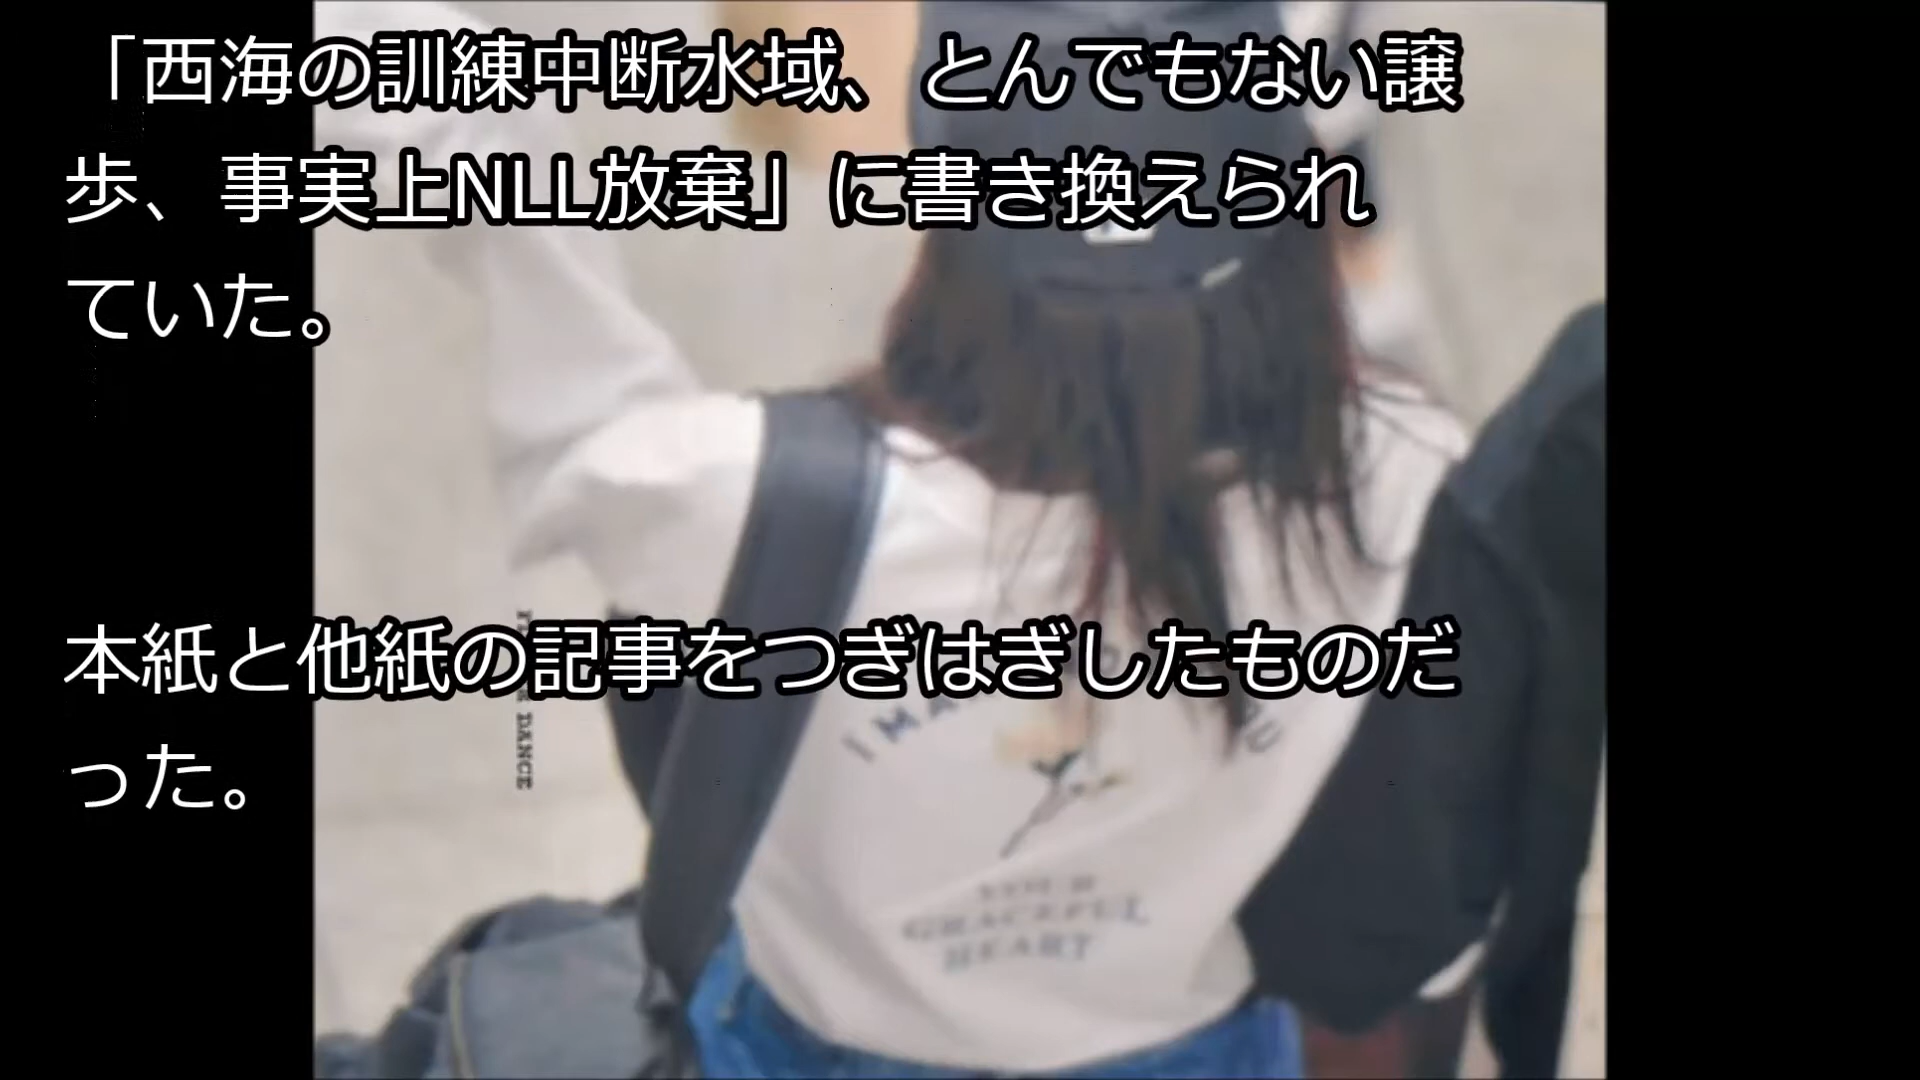 「西海の訓練中断水域、とんでもない譲
歩、事実上NLL放棄」に書き換えられ
ていた。
本紙と他紙の記事をつぎはぎしたものだ
った。
DANCE
YOUR
GRACEFUL
HEART